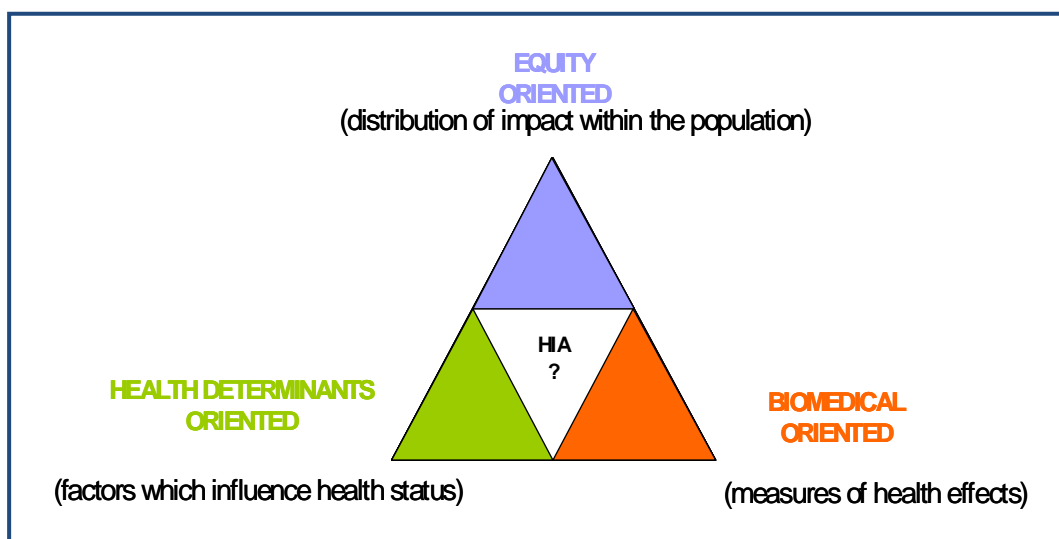 EQUITY
ORIENTED
(distribution of impact within the population)
HIA
?
HEALTH DETERMINANTS
ORIENTED
(factors which influence health status)
BIOMEDICAL
ORIENTED
(measures of health effects)